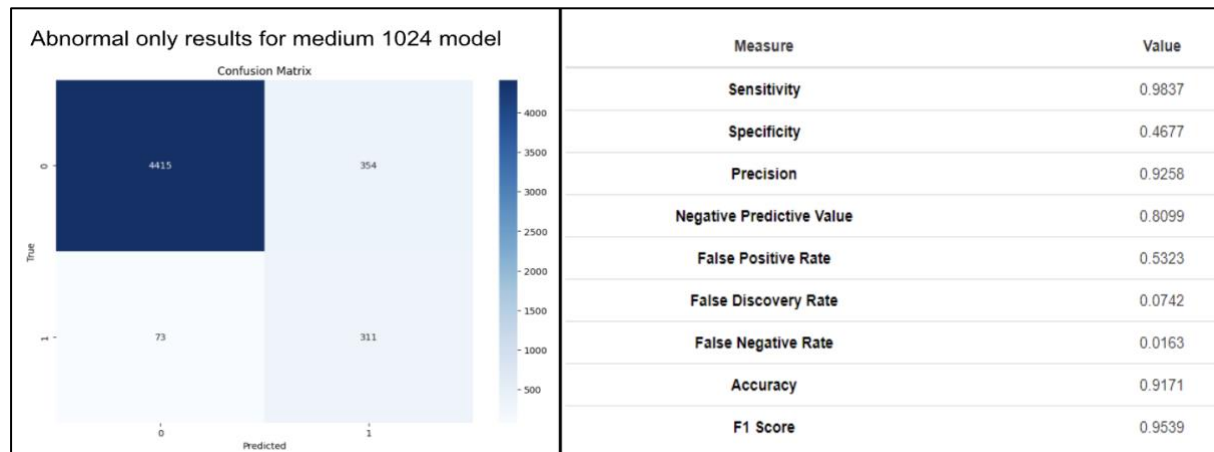 Abnormal only results for medium 1024 model
Confusion Matrix
4415 354
73 311
0
1
True
0 1
Predicted
4000
3500
3000
2500
2000
1500
1000
500
Measure Value
Sensitivity 0.9837
Specificity 0.4677
Precision 0.9258
Negative Predictive Value 0.8099
False Positive Rate 0.5323
False Discovery Rate 0.0742
False Negative Rate 0.0163
Accuracy 0.9171
F1 Score 0.9539